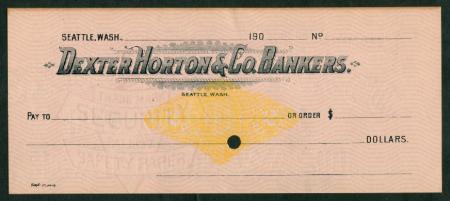 SEATTLE, WASH. 190 No
DEXTER HORTON & CO. BANKERS.
SEATTLE, WASH.
PAY TO OR ORDER $
DOLLARS.